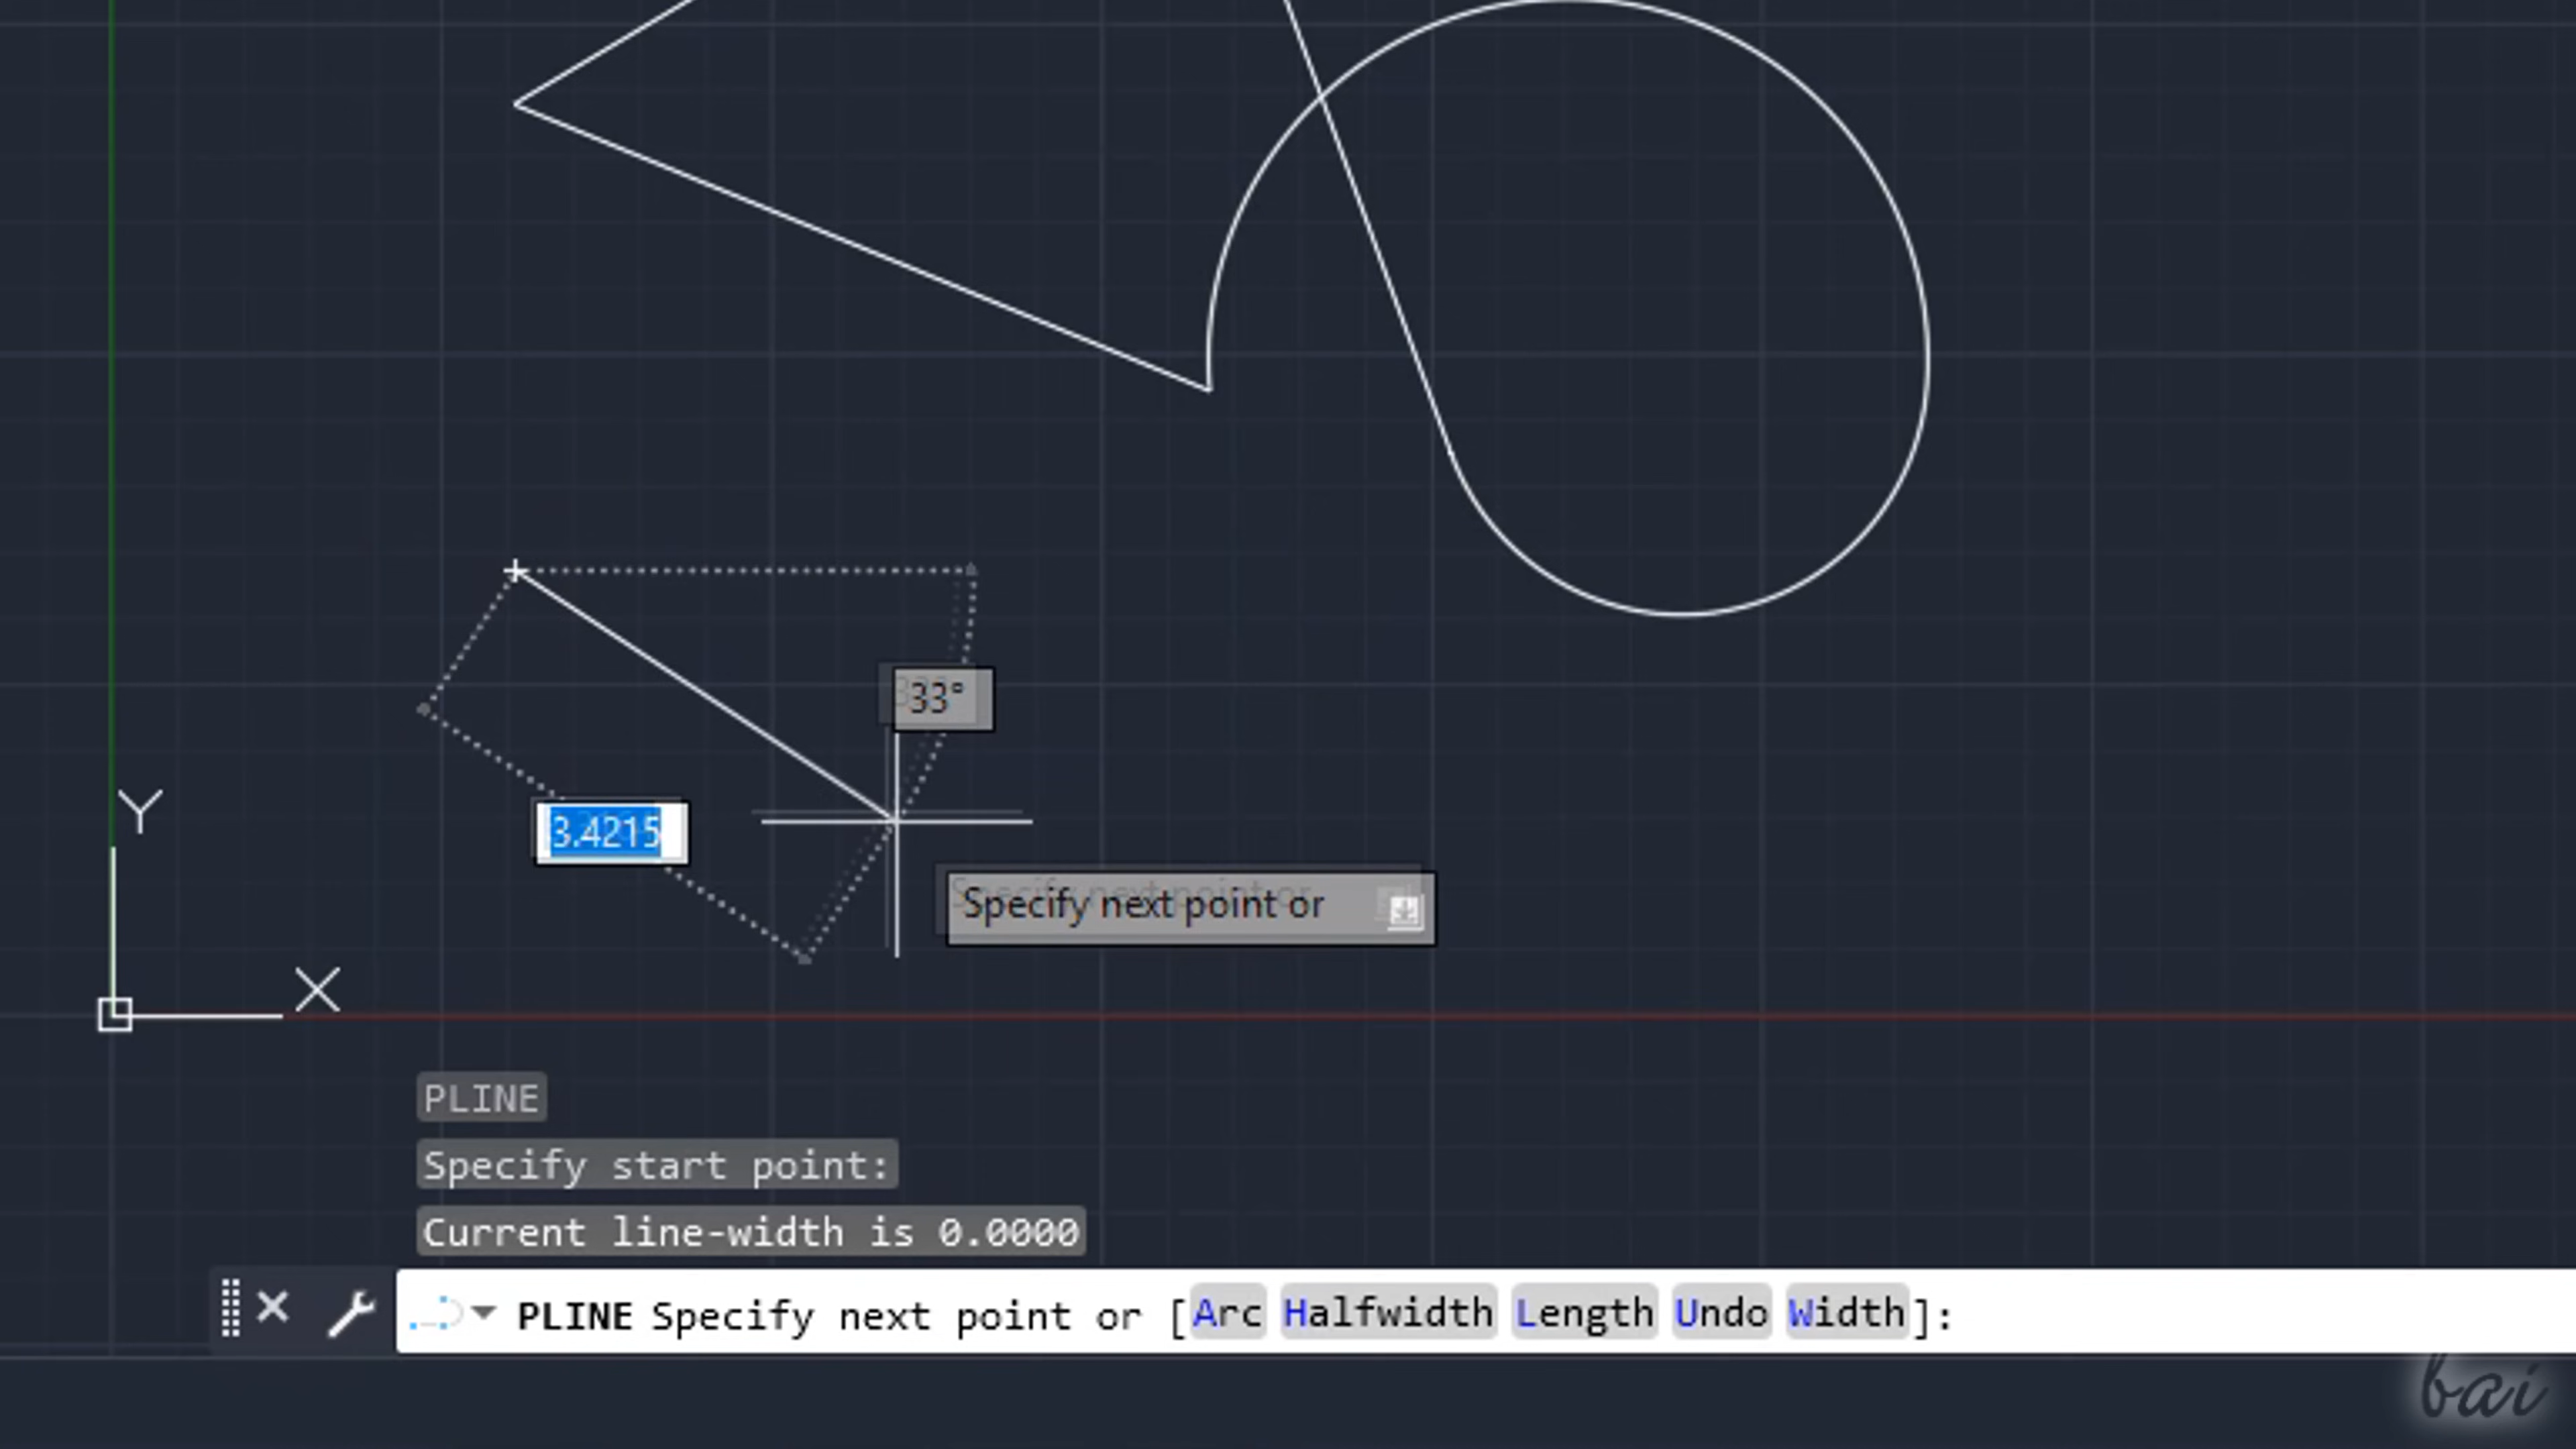 33°
Y
3.4215
Specify next point or
X
PLINE
Specify start point:
Current line-width is 0.0000
PLINE Specify next point or [Arc Halfwidth Length Undo Width]:
bai